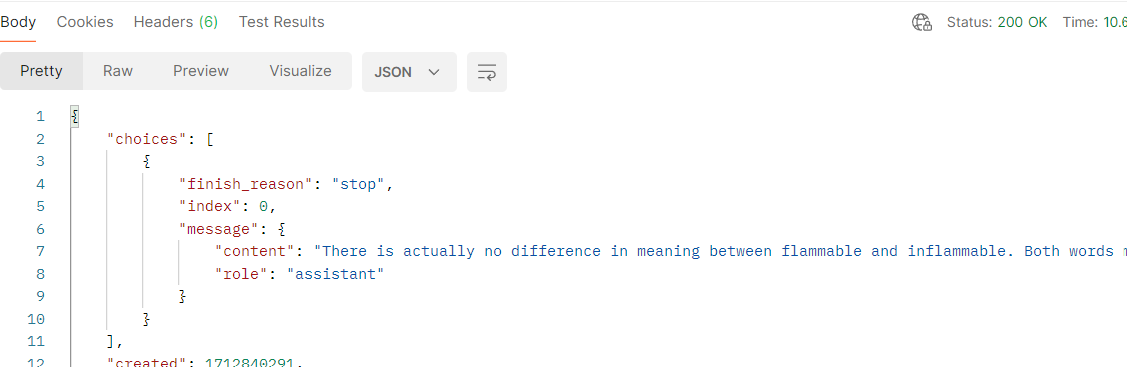 Body Cookies Headers (6) Test Results Status: 200 OK Time: 10.6
Pretty Raw Preview Visualize JSON
1 {
2 "choices": [
3 {
4 "finish_reason": "stop",
5 "index": 0,
6 "message": {
7 "content": "There is actually no difference in meaning between flammable and inflammable. Both words
8 "role": "assistant"
9 }
10 }
11 ],
12 "created": 1712840291,